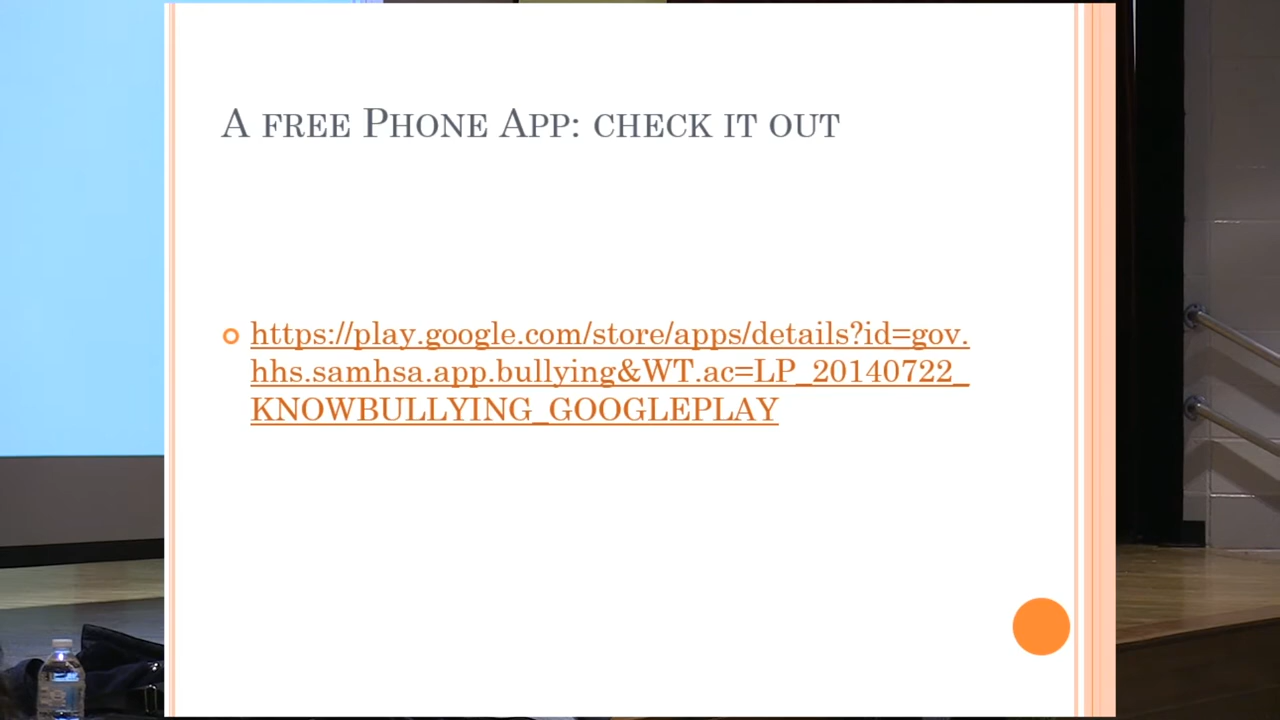 A FREE PHONE APP: CHECK IT OUT
https://play.google.com/store/apps/details?id=gov.
hhs.samhsa.app.bullying&WT.ac=LP_20140722_
KNOWBULLYING_GOOGLEPLAY